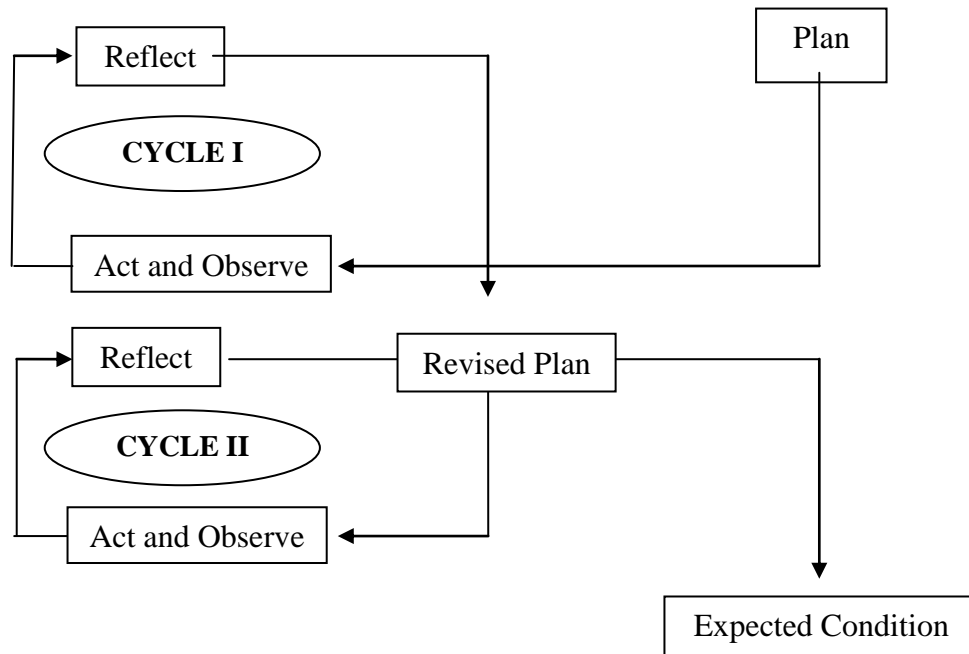 Plan
Reflect
CYCLE I
Act and Observe
Reflect
Revised Plan
CYCLE II
Act and Observe
Expected Condition